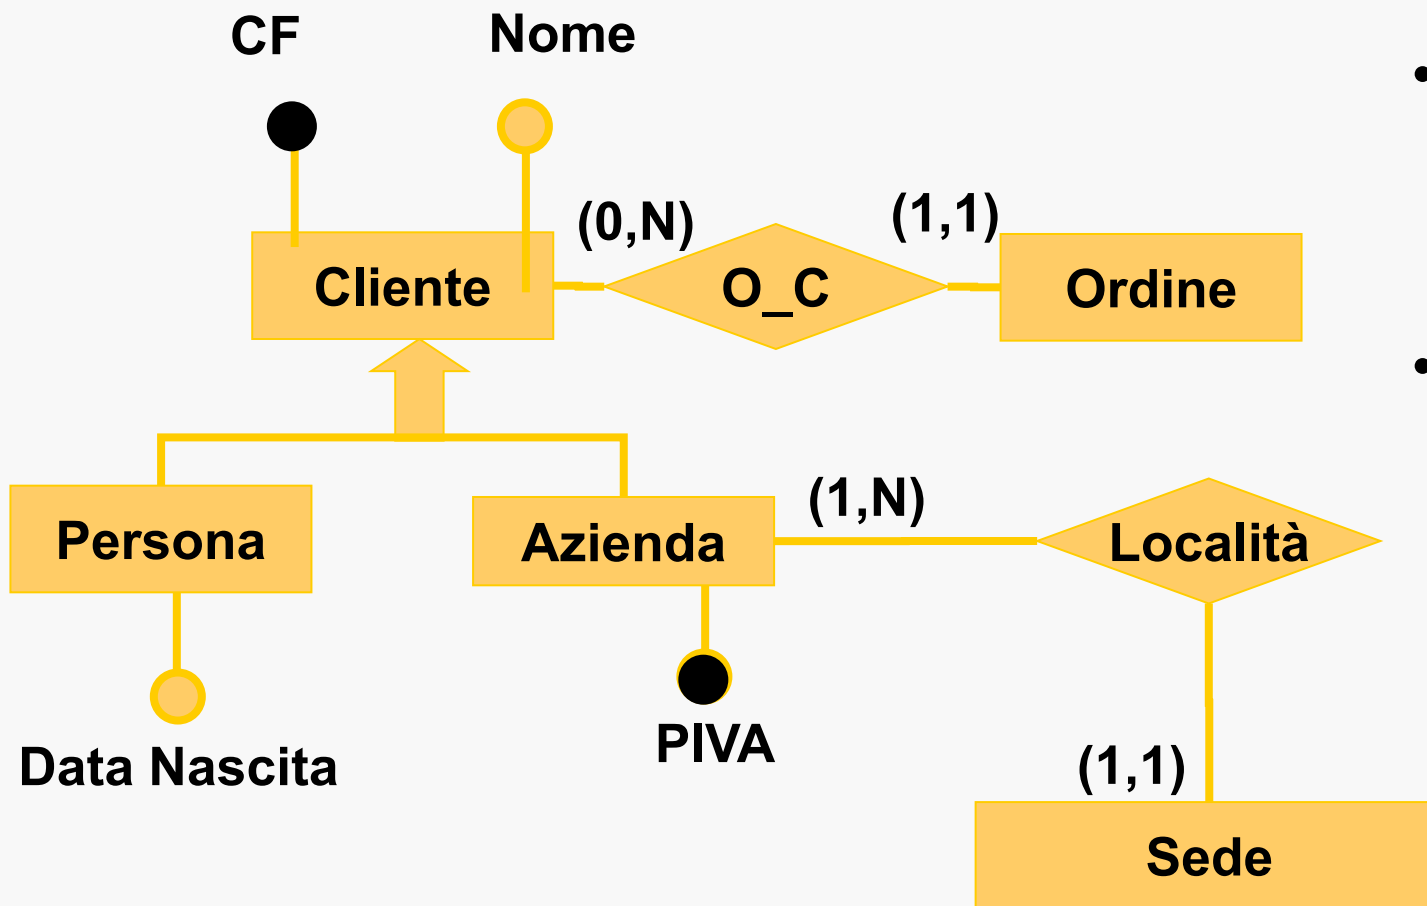 CF
Nome
(0,N)
(1,1)
Cliente
O_C
Ordine
Persona
Azienda
(1,N)
Località
Data Nascita
PIVA
(1,1)
Sede